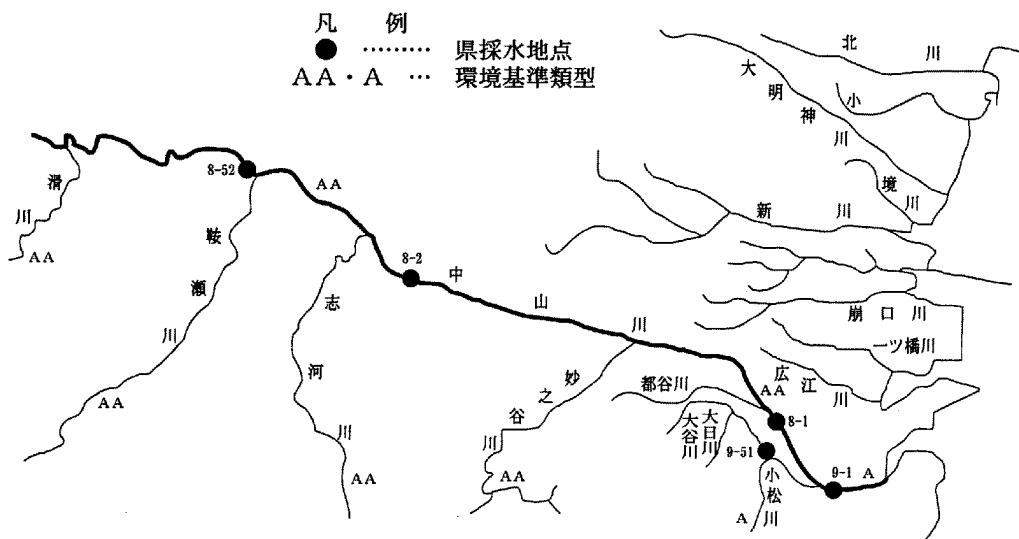 凡 例
● ……… 県採水地点
AA・A … 環境基準類型
北川
大明神川
小
境川
新川
8-52
AA
滑川
AA
鞍瀬川
AA
8-2
志河川
AA
中山川
崩口川
一ツ橋川
広江川
妙之谷川
AA
都谷川
AA
8-1
大谷川
大日川
9-51
9-1
A
小松川
A